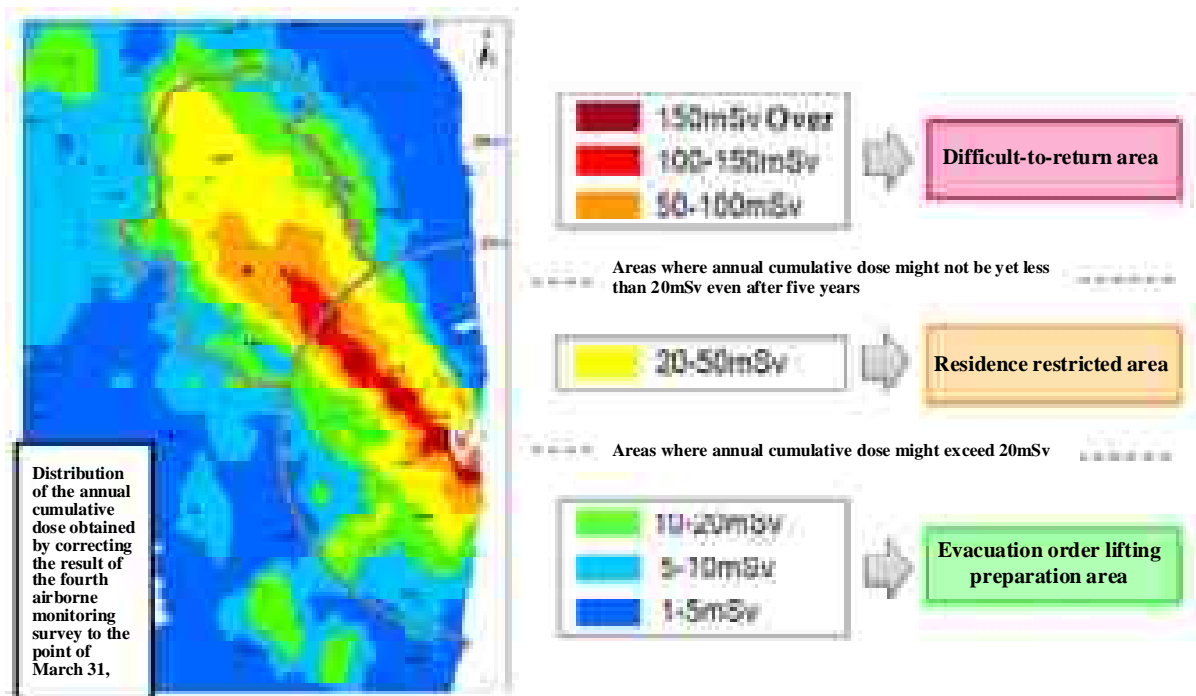 150mSv Over
100-150mSv
50-100mSv
Difficult-to-return area
Areas where annual cumulative dose might not be yet less
than 20mSv even after five years
20-50mSv
Residence restricted area
Areas where annual cumulative dose might exceed 20mSv
10-20mSv
5-10mSv
1-5mSv
Evacuation order lifting
preparation area
Distribution
of the annual
cumulative
dose obtained
by correcting
the result of
the fourth
airborne
monitoring
survey to the
point of
March 31,